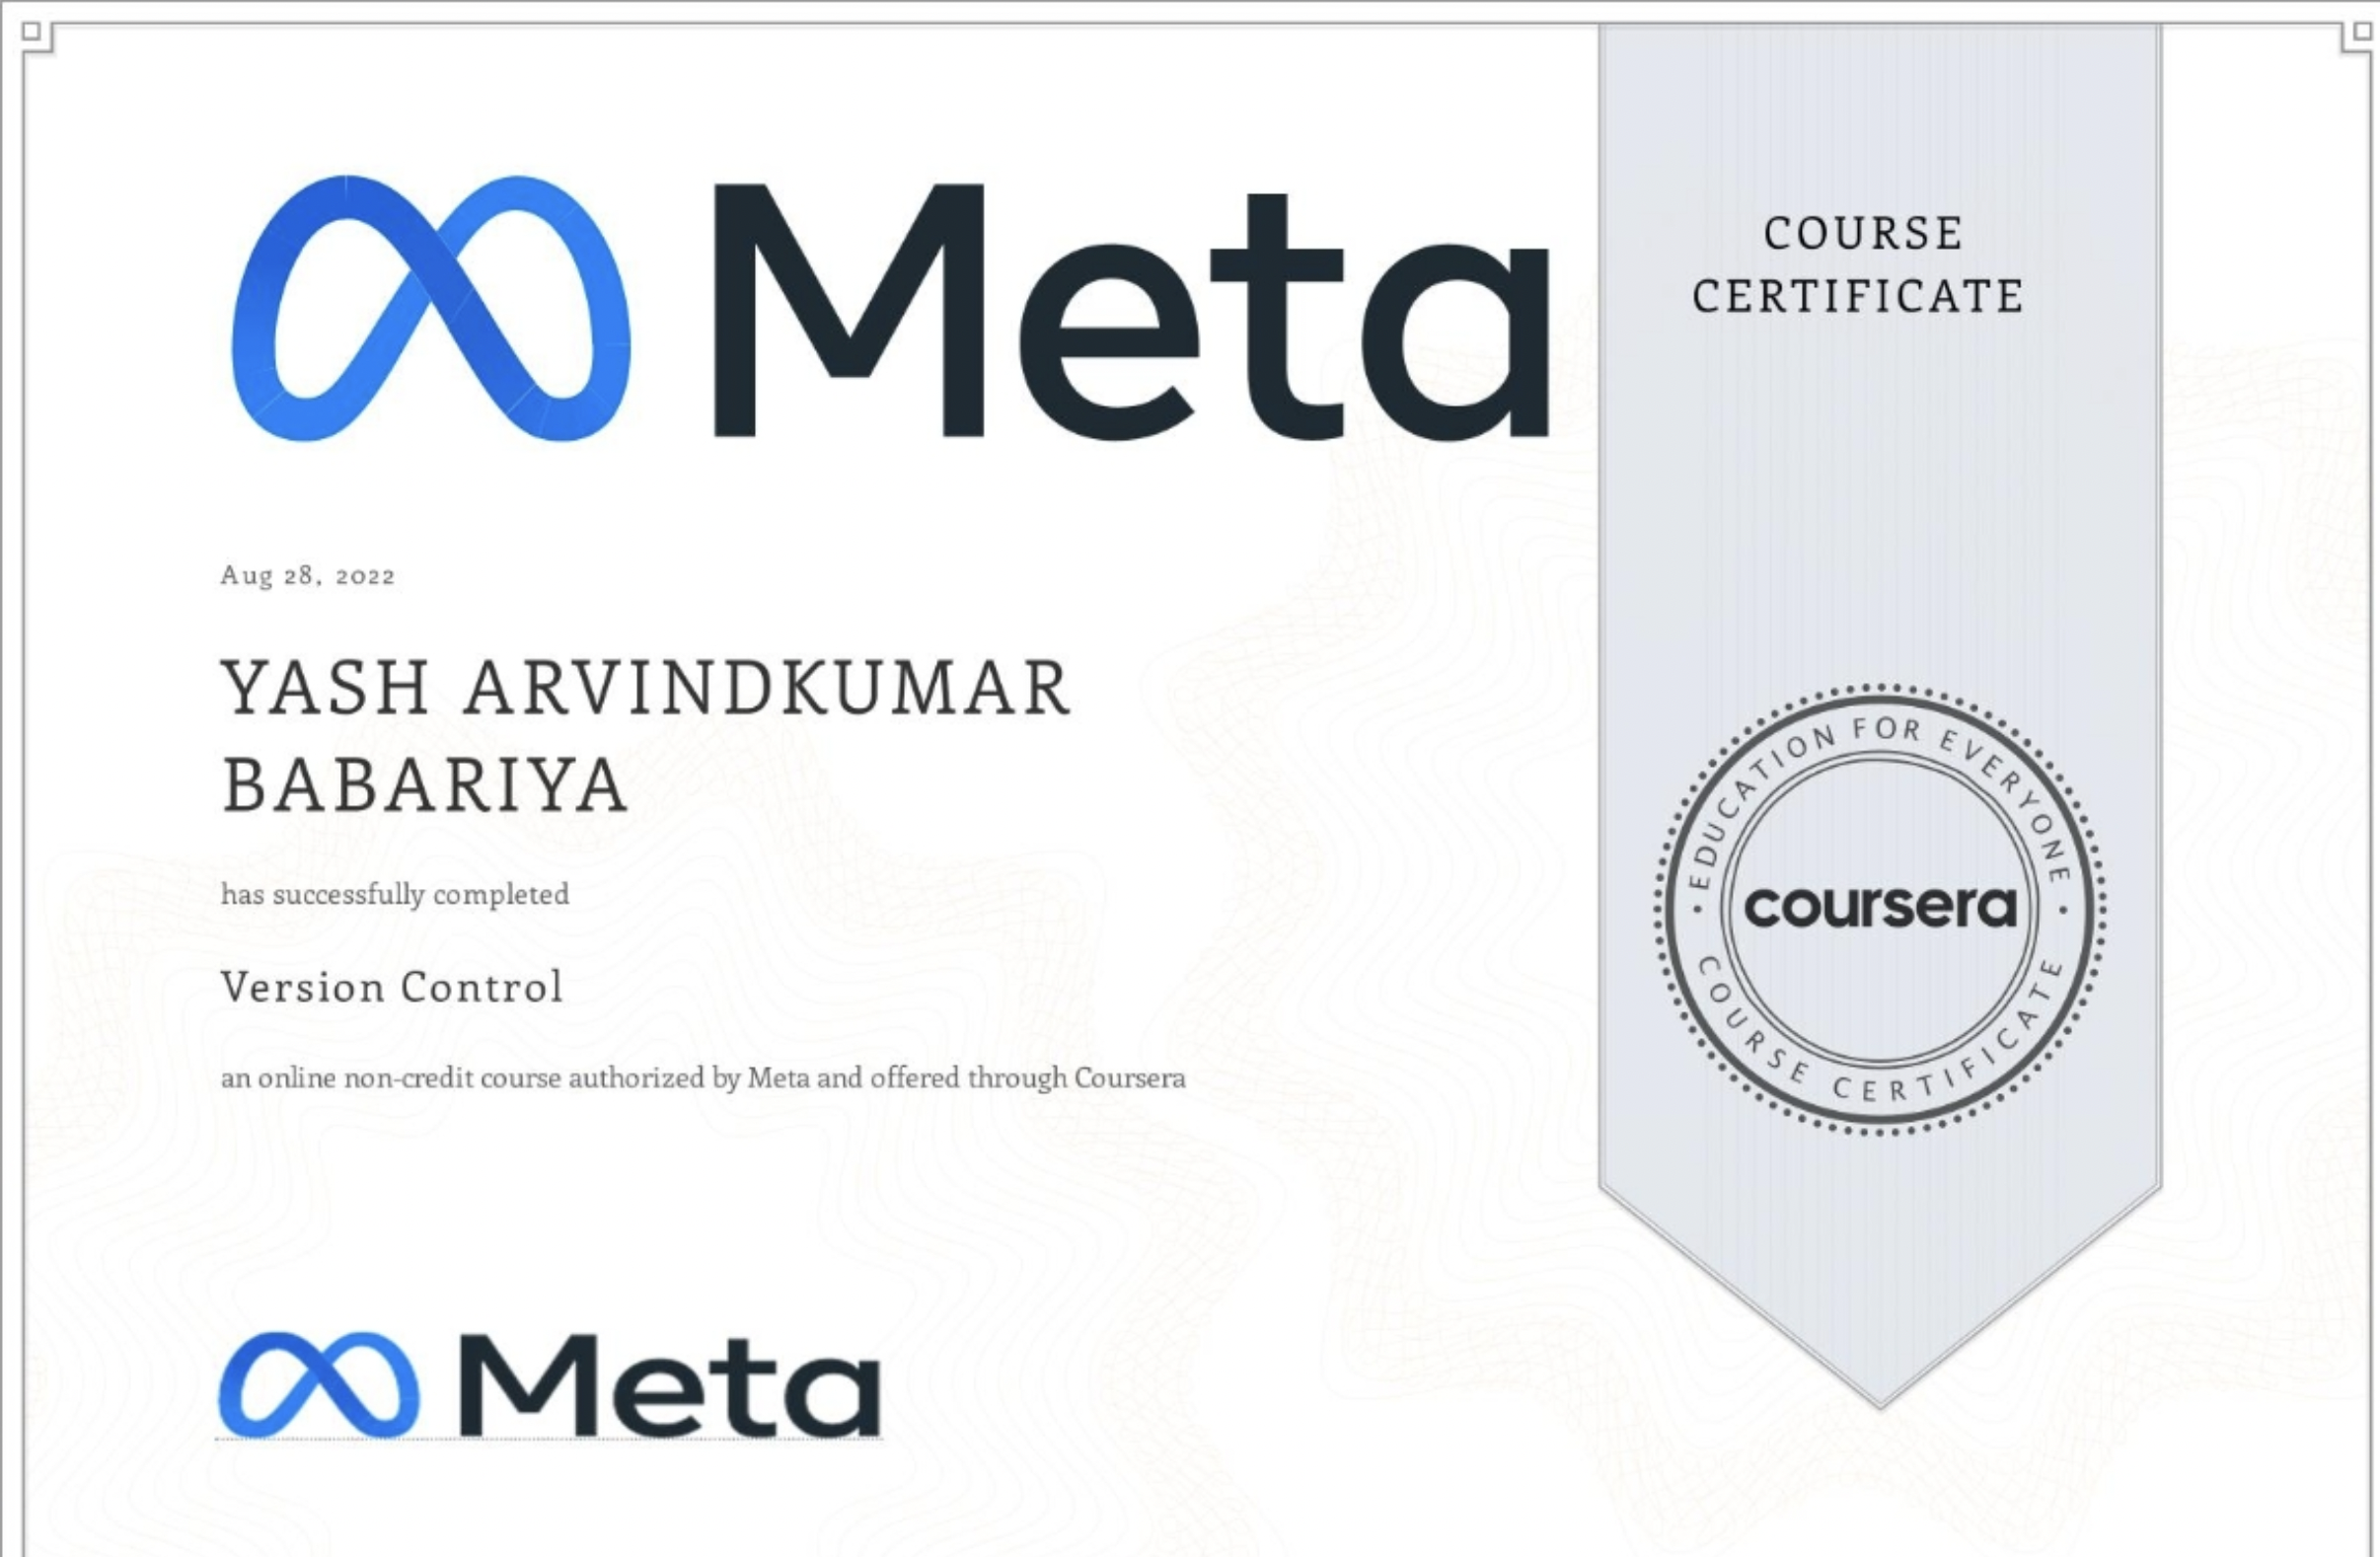 Meta
COURSE
CERTIFICATE
Aug 28, 2022
YASH ARVINDKUMAR
BABARIYA
has successfully completed
Version Control
an online non-credit course authorized by Meta and offered through Coursera
EDUCATION FOR EVERYONE
coursera
COURSE CERTIFICATE
Meta